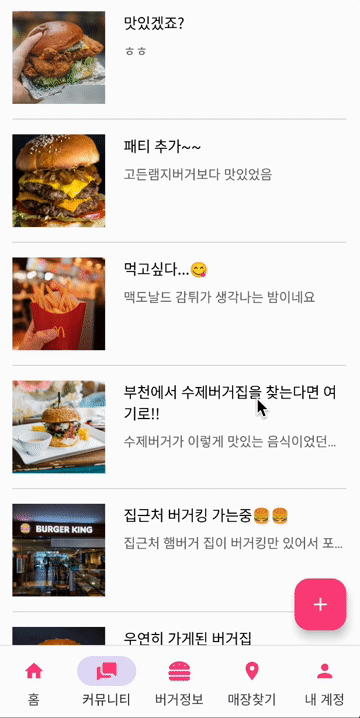 맛있겠죠?
ㅎㅎ
패티 추가~~
고든램지버거보다 맛있었음
먹고싶다...😋
맥도날드 감튀가 생각나는 밤이네요
부천에서 수제버거집을 찾는다면 여
기로!!
수제버거가 이렇게 맛있는 음식이었던...
BURGER KING
집근처 버거킹 가는중🍔🍔
집근처 햄버거 집이 버거킹만 있어서 포...
+
우연히 가게된 버거집
홈
커뮤니티
버거정보
매장찾기
내 계정